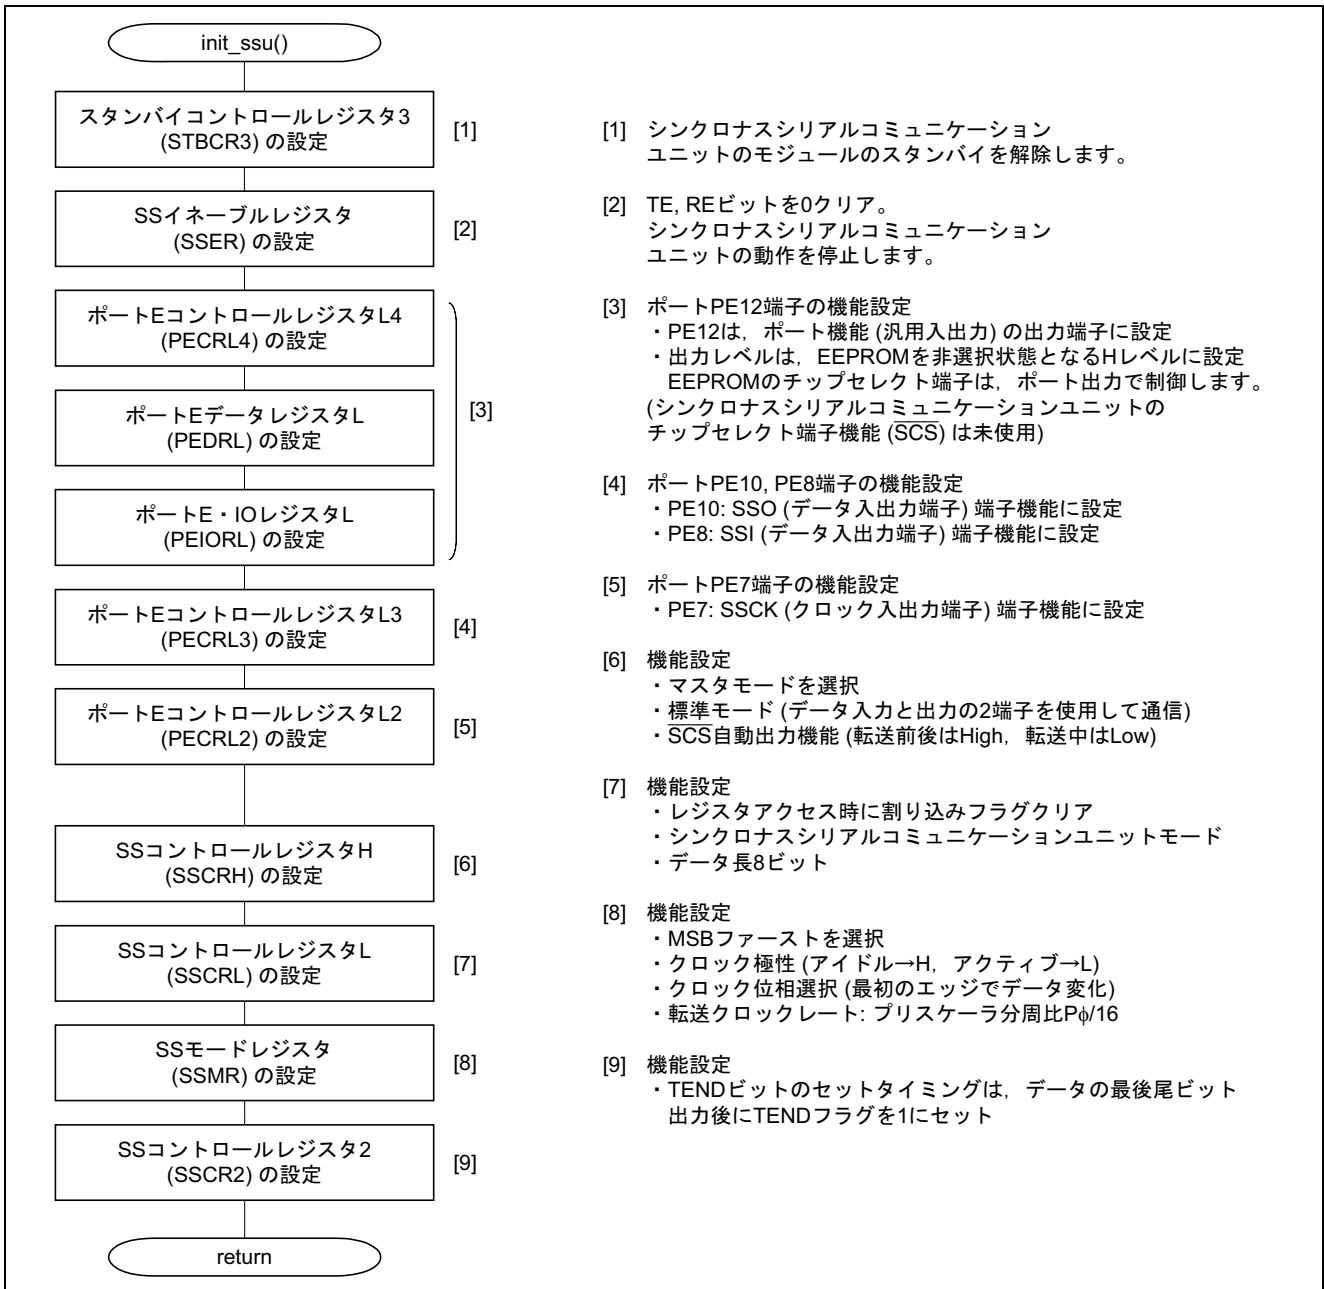 init_ssu()
スタンバイコントロールレジスタ3
(STBCR3) の設定
[1]
SSイネーブルレジスタ
(SSER) の設定
[2]
ポートEコントロールレジスタL4
(PECRL4) の設定
ポートEデータレジスタL
(PEDRL) の設定
[3]
ポートE・IOレジスタL
(PEIORL) の設定
ポートEコントロールレジスタL3
(PECRL3) の設定
[4]
ポートEコントロールレジスタL2
(PECRL2) の設定
[5]
SSコントロールレジスタH
(SSCRH) の設定
[6]
SSコントロールレジスタL
(SSCRL) の設定
[7]
SSモードレジスタ
(SSMR) の設定
[8]
SSコントロールレジスタ2
(SSCR2) の設定
[9]
return
[1] シンクロナスシリアルコミュニケーション
ユニットのモジュールのスタンバイを解除します。
[2] TE, REビットを0クリア。
シンクロナスシリアルコミュニケーション
ユニットの動作を停止します。
[3] ポートPE12端子の機能設定
・PE12は，ポート機能 (汎用入出力) の出力端子に設定
・出力レベルは，EEPROMを非選択状態となるHレベルに設定
EEPROMのチップセレクト端子は，ポート出力で制御します。
(シンクロナスシリアルコミュニケーションユニットの
チップセレクト端子機能 (S̅C̅S̅) は未使用)
[4] ポートPE10, PE8端子の機能設定
・PE10: SSO (データ入出力端子) 端子機能に設定
・PE8: SSI (データ入出力端子) 端子機能に設定
[5] ポートPE7端子の機能設定
・PE7: SSCK (クロック入出力端子) 端子機能に設定
[6] 機能設定
・マスタモードを選択
・標準モード (データ入力と出力の2端子を使用して通信)
・S̅C̅S̅自動出力機能 (転送前後はHigh，転送中はLow)
[7] 機能設定
・レジスタアクセス時に割り込みフラグクリア
・シンクロナスシリアルコミュニケーションユニットモード
・データ長8ビット
[8] 機能設定
・MSBファーストを選択
・クロック極性 (アイドル→H，アクティブ→L)
・クロック位相選択 (最初のエッジでデータ変化)
・転送クロックレート: プリスケーラ分周比Pϕ/16
[9] 機能設定
・TENDビットのセットタイミングは，データの最後尾ビット
出力後にTENDフラグを1にセット